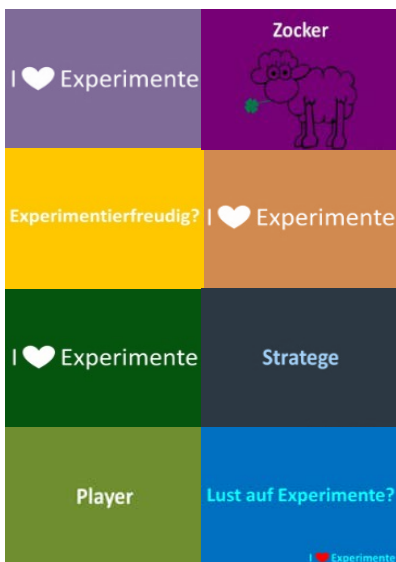 I ❤ Experimente
Zocker
Experimentierfreudig?
I ❤ Experimente
I ❤ Experimente
Stratege
Player
Lust auf Experimente?
I ❤ Experimente